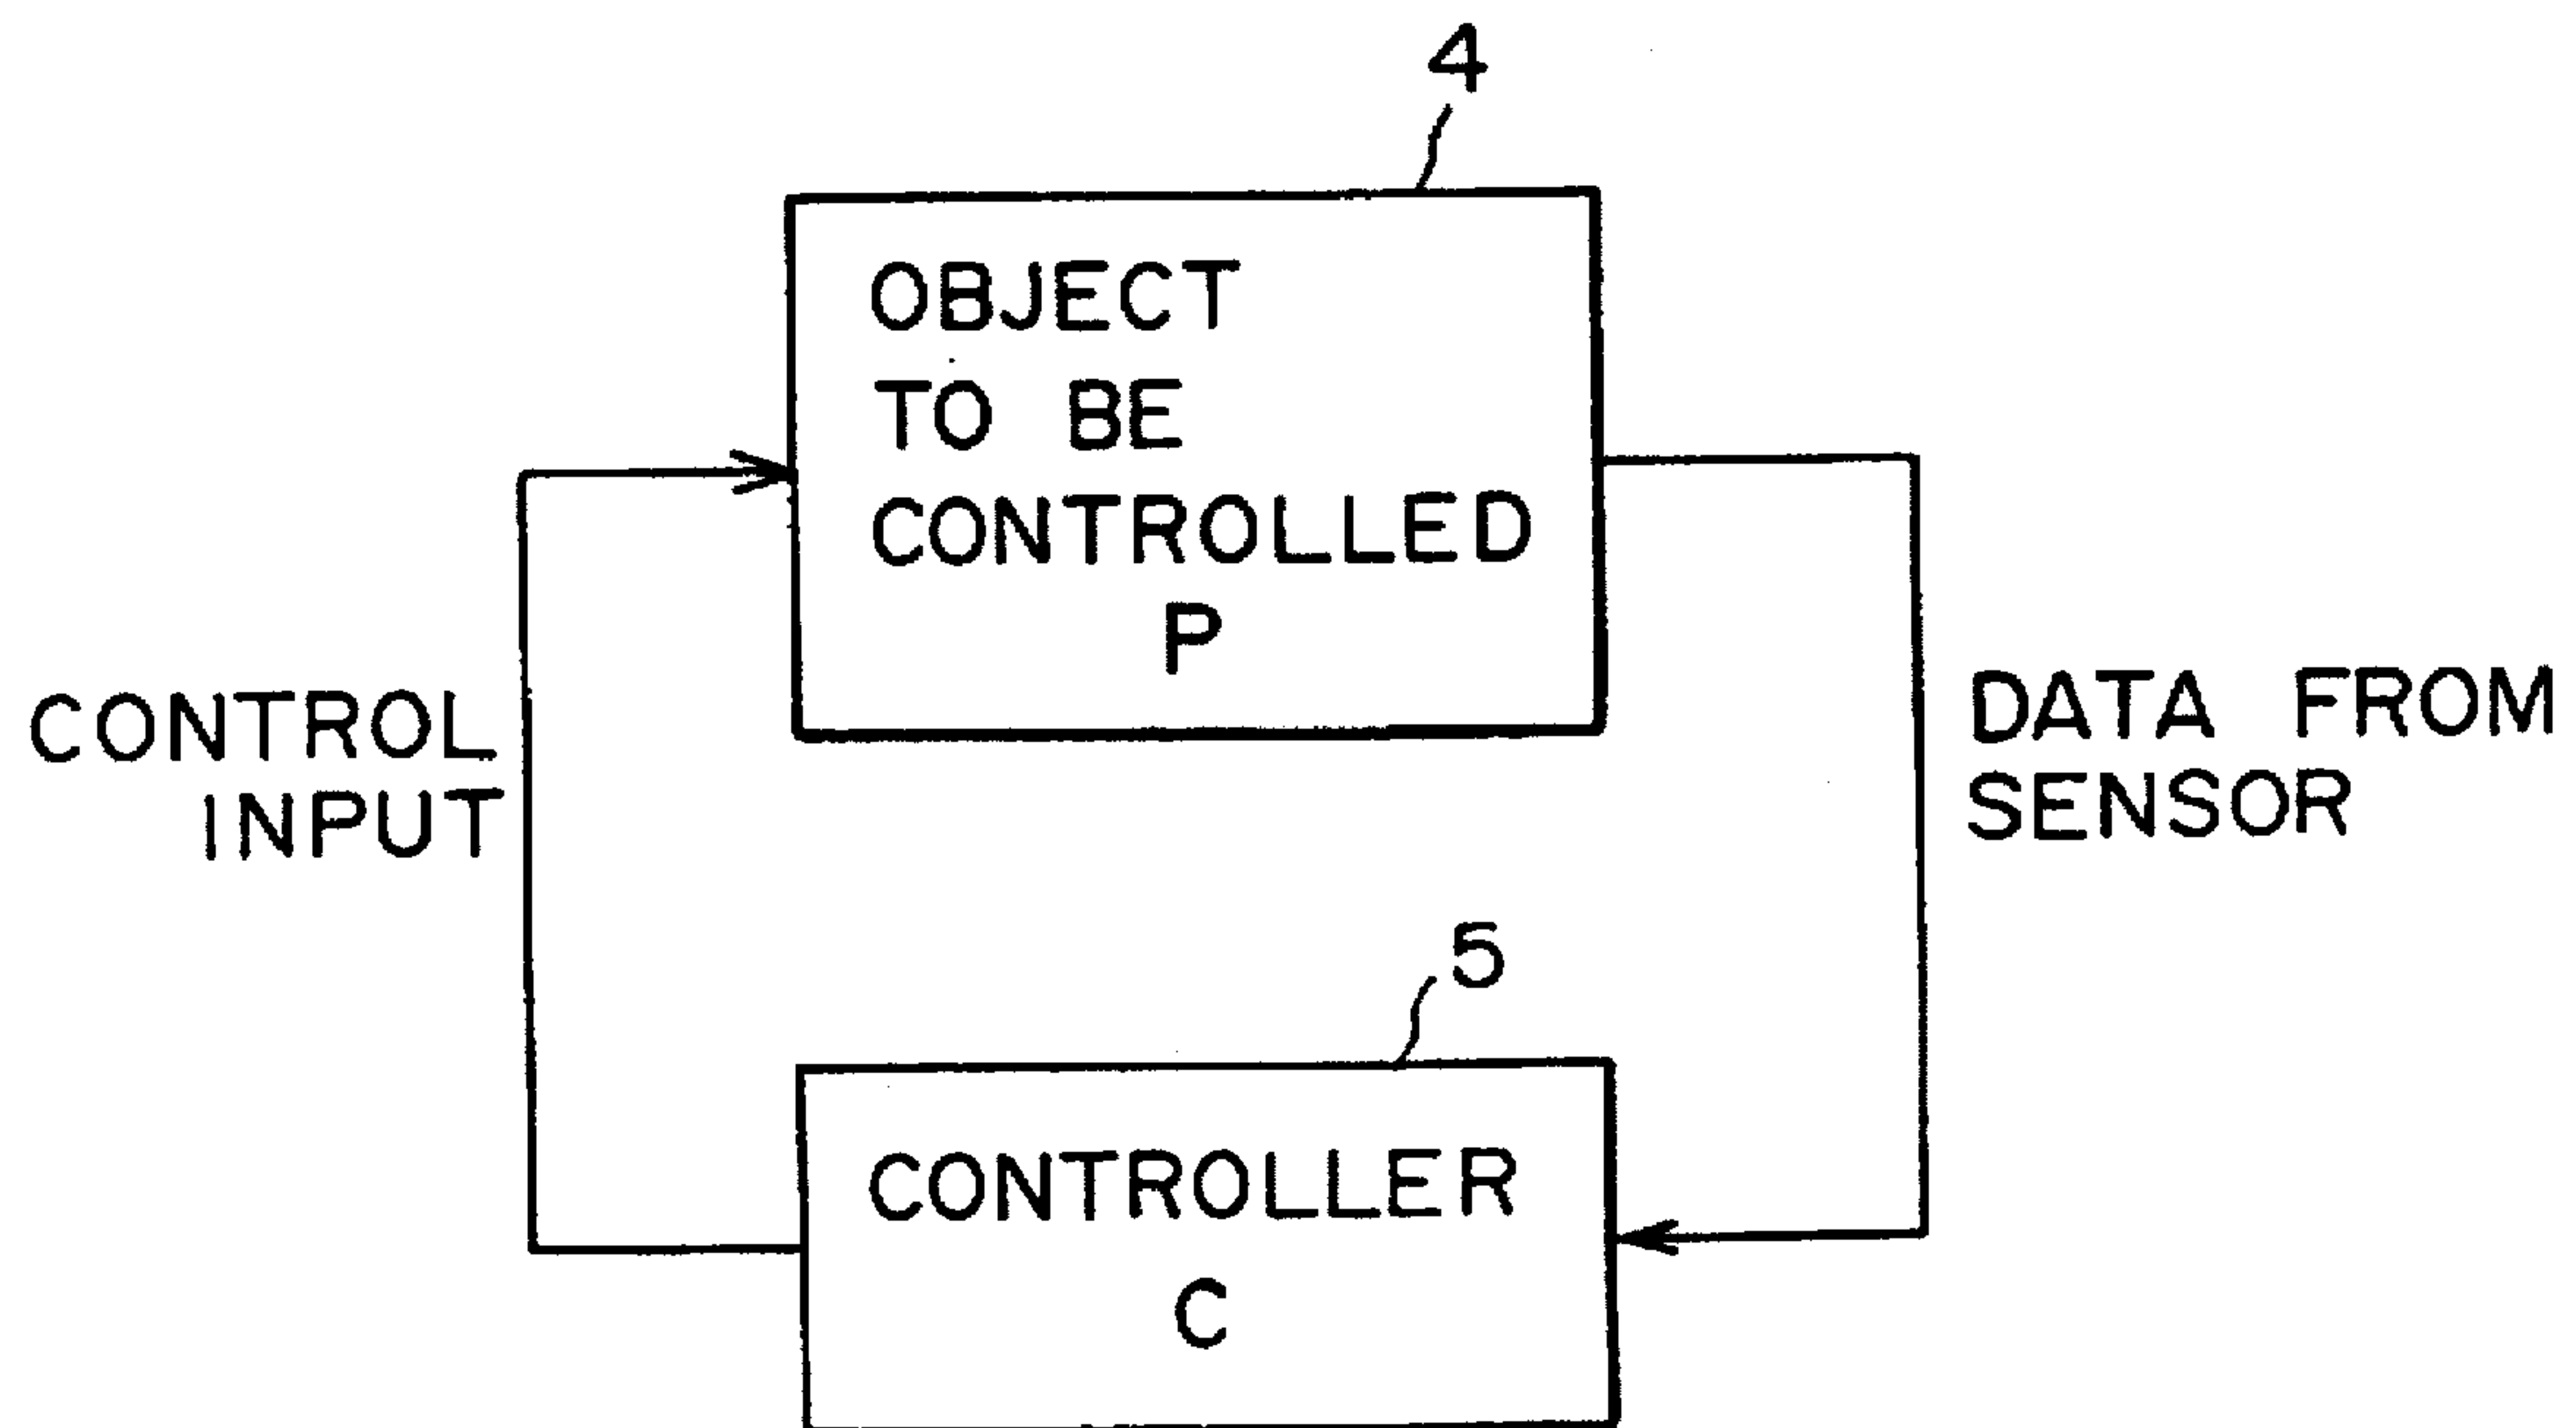 4
OBJECT
TO BE
CONTROLLED
P
CONTROL
INPUT
DATA FROM
SENSOR
5
CONTROLLER
C